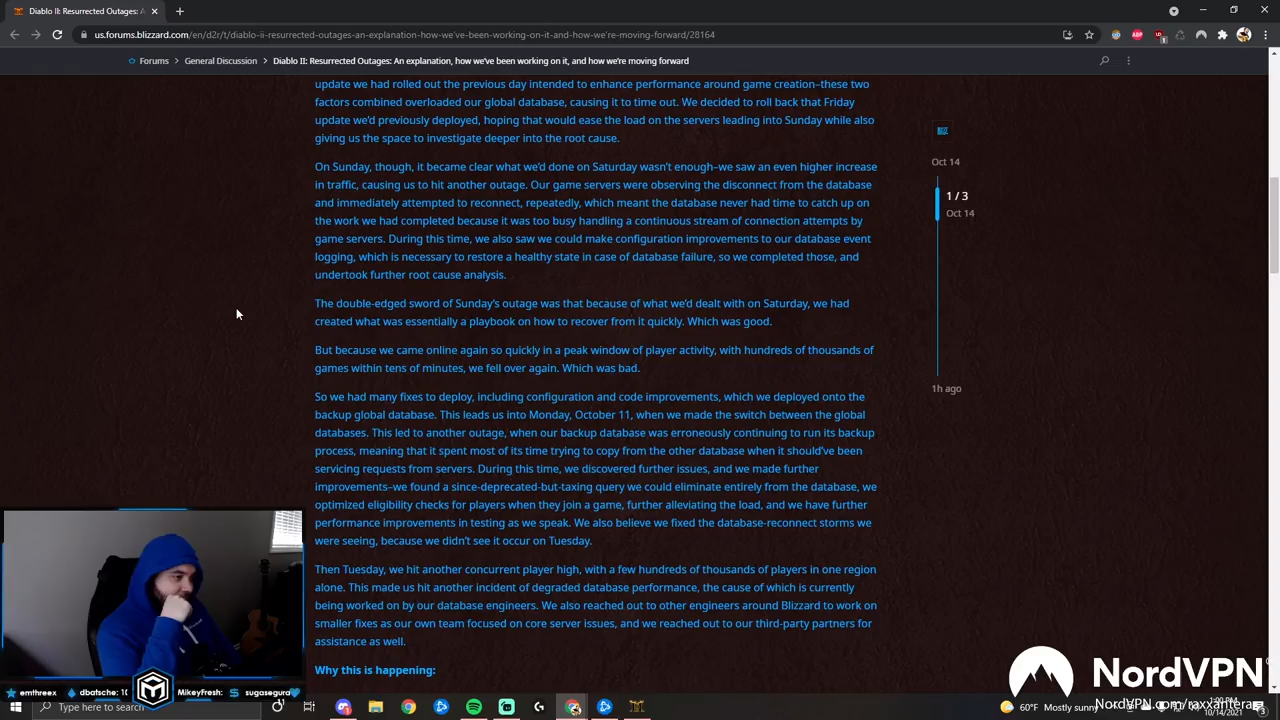 Diablo II: Resurrected Outages: A
us.forums.blizzard.com/en/d2r/t/diablo-ii-resurrected-outages-an-explanation-how-we've-been-working-on-it-and-how-we're-moving-forward/28164
Forums > General Discussion > Diablo II: Resurrected Outages: An explanation, how we've been working on it, and how we're moving forward
update we had rolled out the previous day intended to enhance performance around game creation–these two
factors combined overloaded our global database, causing it to time out. We decided to roll back that Friday
update we'd previously deployed, hoping that would ease the load on the servers leading into Sunday while also
giving us the space to investigate deeper into the root cause.
On Sunday, though, it became clear what we'd done on Saturday wasn't enough–we saw an even higher increase
in traffic, causing us to hit another outage. Our game servers were observing the disconnect from the database
and immediately attempted to reconnect, repeatedly, which meant the database never had time to catch up on
the work we had completed because it was too busy handling a continuous stream of connection attempts by
game servers. During this time, we also saw we could make configuration improvements to our database event
logging, which is necessary to restore a healthy state in case of database failure, so we completed those, and
undertook further root cause analysis.
The double-edged sword of Sunday's outage was that because of what we'd dealt with on Saturday, we had
created what was essentially a playbook on how to recover from it quickly. Which was good.
But because we came online again so quickly in a peak window of player activity, with hundreds of thousands of
games within tens of minutes, we fell over again. Which was bad.
So we had many fixes to deploy, including configuration and code improvements, which we deployed onto the
backup global database. This leads us into Monday, October 11, when we made the switch between the global
databases. This led to another outage, when our backup database was erroneously continuing to run its backup
process, meaning that it spent most of its time trying to copy from the other database when it should've been
servicing requests from servers. During this time, we discovered further issues, and we made further
improvements–we found a since-deprecated-but-taxing query we could eliminate entirely from the database, we
optimized eligibility checks for players when they join a game, further alleviating the load, and we have further
performance improvements in testing as we speak. We also believe we fixed the database-reconnect storms we
were seeing, because we didn't see it occur on Tuesday.
Then Tuesday, we hit another concurrent player high, with a few hundreds of thousands of players in one region
alone. This made us hit another incident of degraded database performance, the cause of which is currently
being worked on by our database engineers. We also reached out to other engineers around Blizzard to work on
smaller fixes as our own team focused on core server issues, and we reached out to our third-party partners for
assistance as well.
Why this is happening:
Oct 14
1 / 3
Oct 14
1h ago
emthreex
dbatsche: 10
Mikeyfresh:
sugasegura
NordVPN
NordVPN.com/raxxantera
Type here to search
60°F Mostly sunny
1:00 PM
10/14/2021